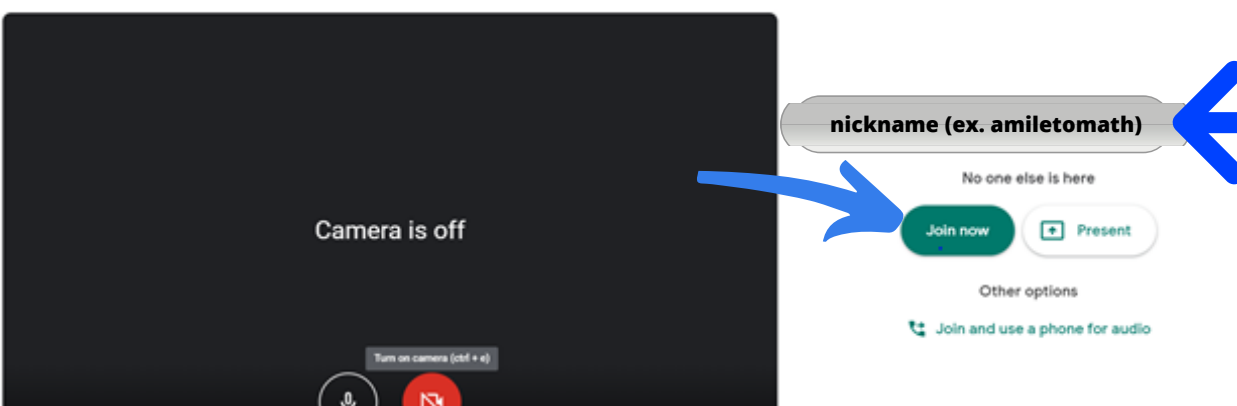 Camera is off
Turn on camera (ctrl + e)
nickname (ex. amiletomath)
No one else is here
Join now
Present
Other options
Join and use a phone for audio